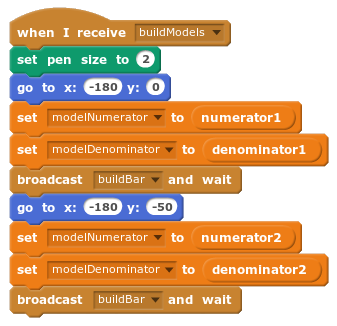 when I receive buildModels
set pen size to 2
go to x: -180 y: 0
set modelNumerator to numerator1
set modelDenominator to denominator1
broadcast buildBar and wait
go to x: -180 y: -50
set modelNumerator to numerator2
set modelDenominator to denominator2
broadcast buildBar and wait